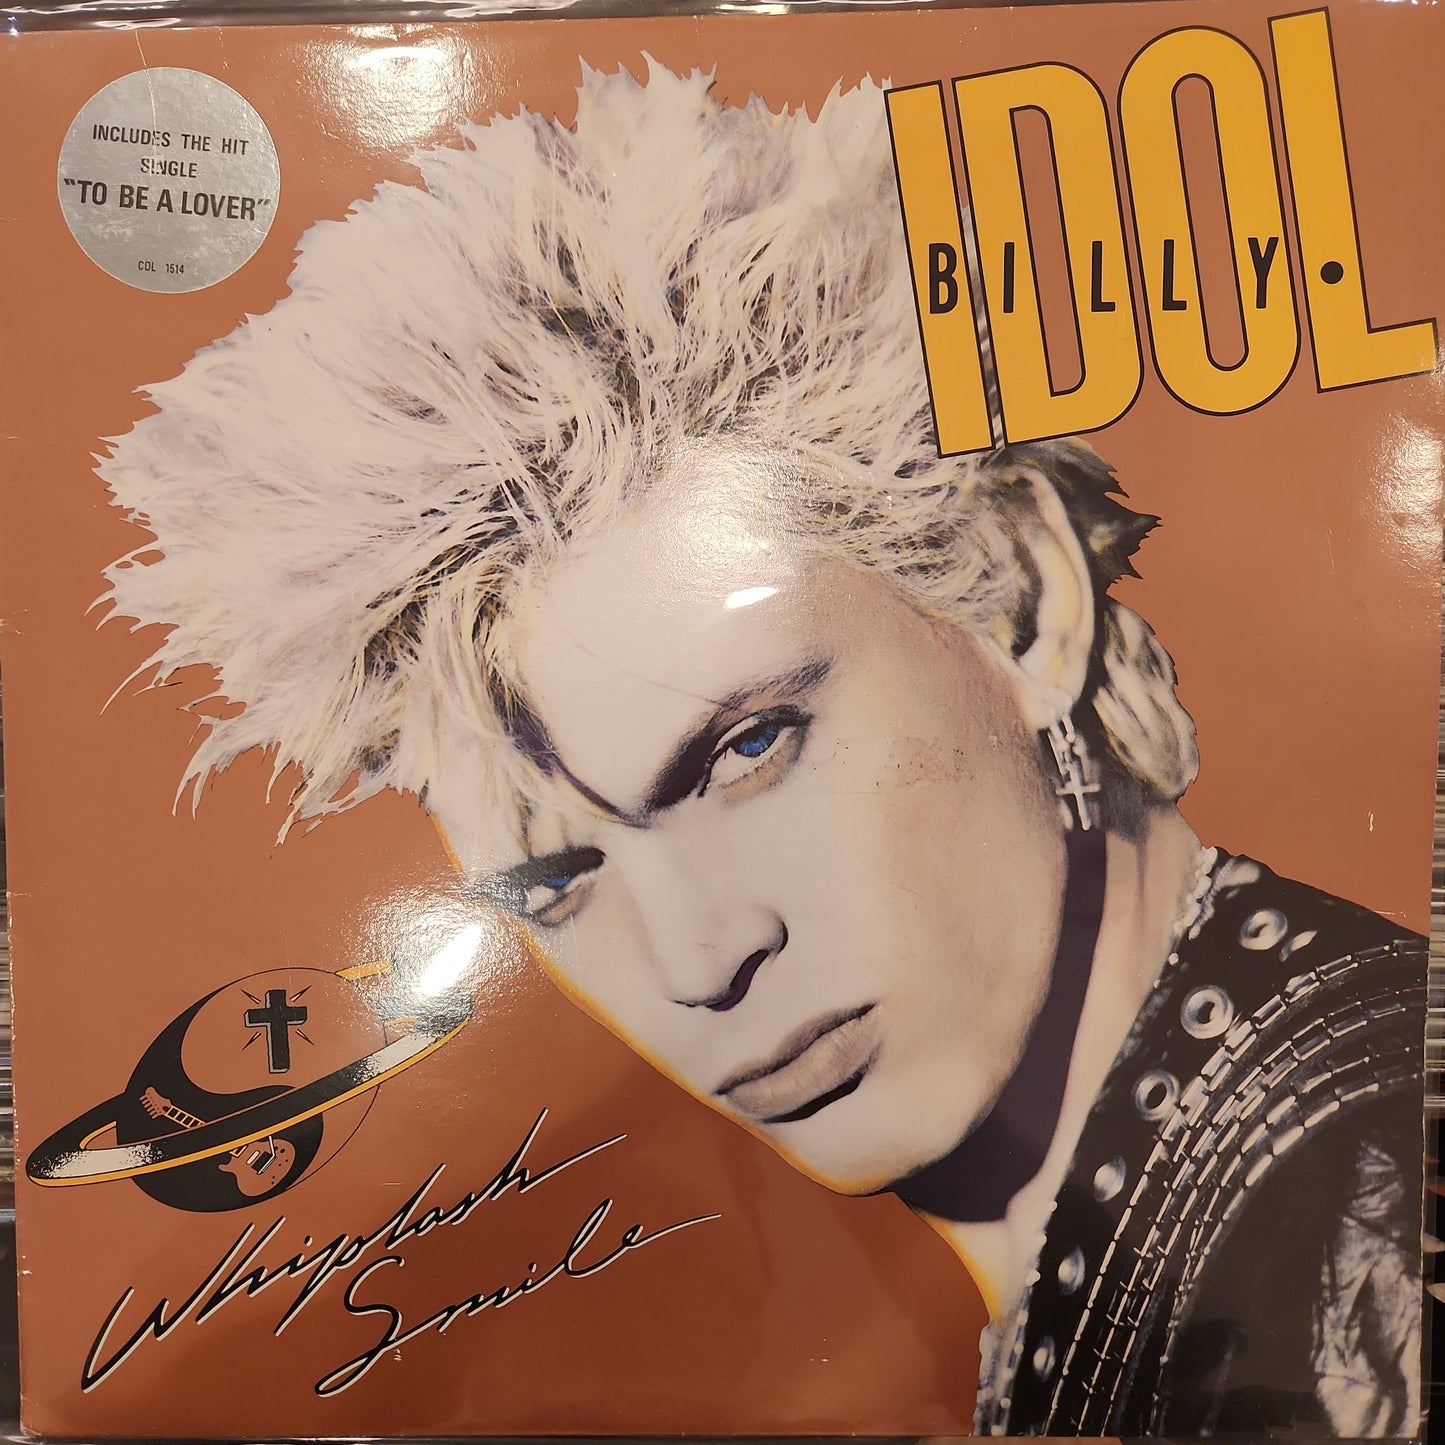 INCLUDES THE HIT
SINGLE
"TO BE A LOVER"
CDL 1514
IDOL
BILLY •
Whiplash
Smile